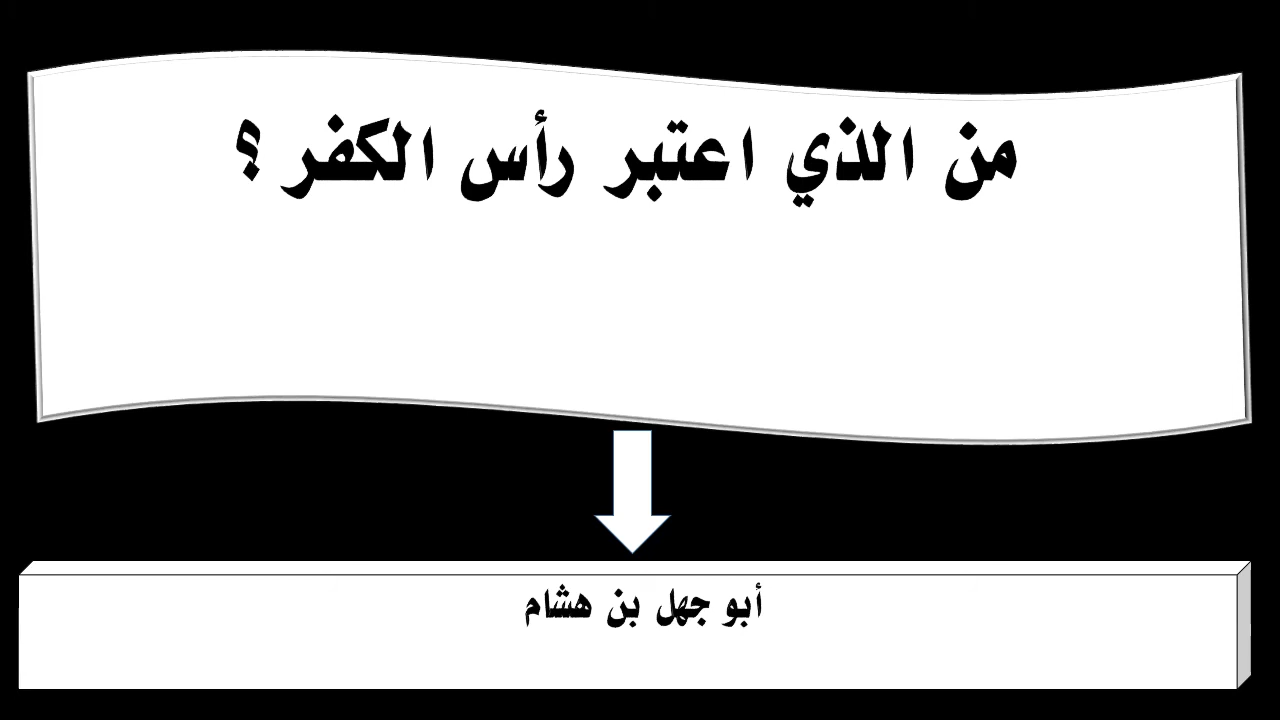 من الذي اعتبر رأس الكفر ؟
أبو جهل بن هشام